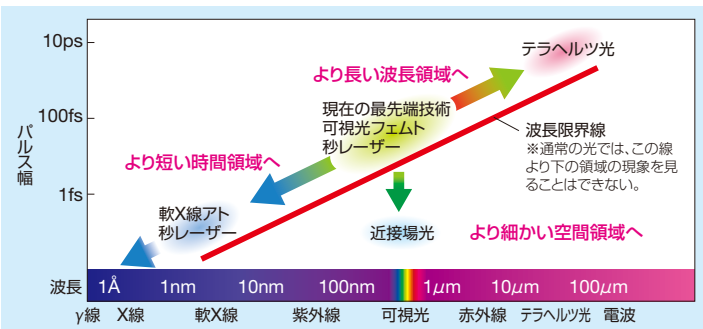 10ps
100fs
1fs
パルス幅
テラヘルツ光
より長い波長領域へ
現在の最先端技術
可視光フェムト
秒レーザー
波長限界線
※通常の光では、この線
より下の領域の現象を見
ることはできない。
より短い時間領域へ
軟X線アト
秒レーザー
近接場光
より細かい空間領域へ
波長 1Å 1nm 10nm 100nm 1μm 10μm 100μm
γ線 X線 軟X線 紫外線 可視光 赤外線 テラヘルツ光 電波